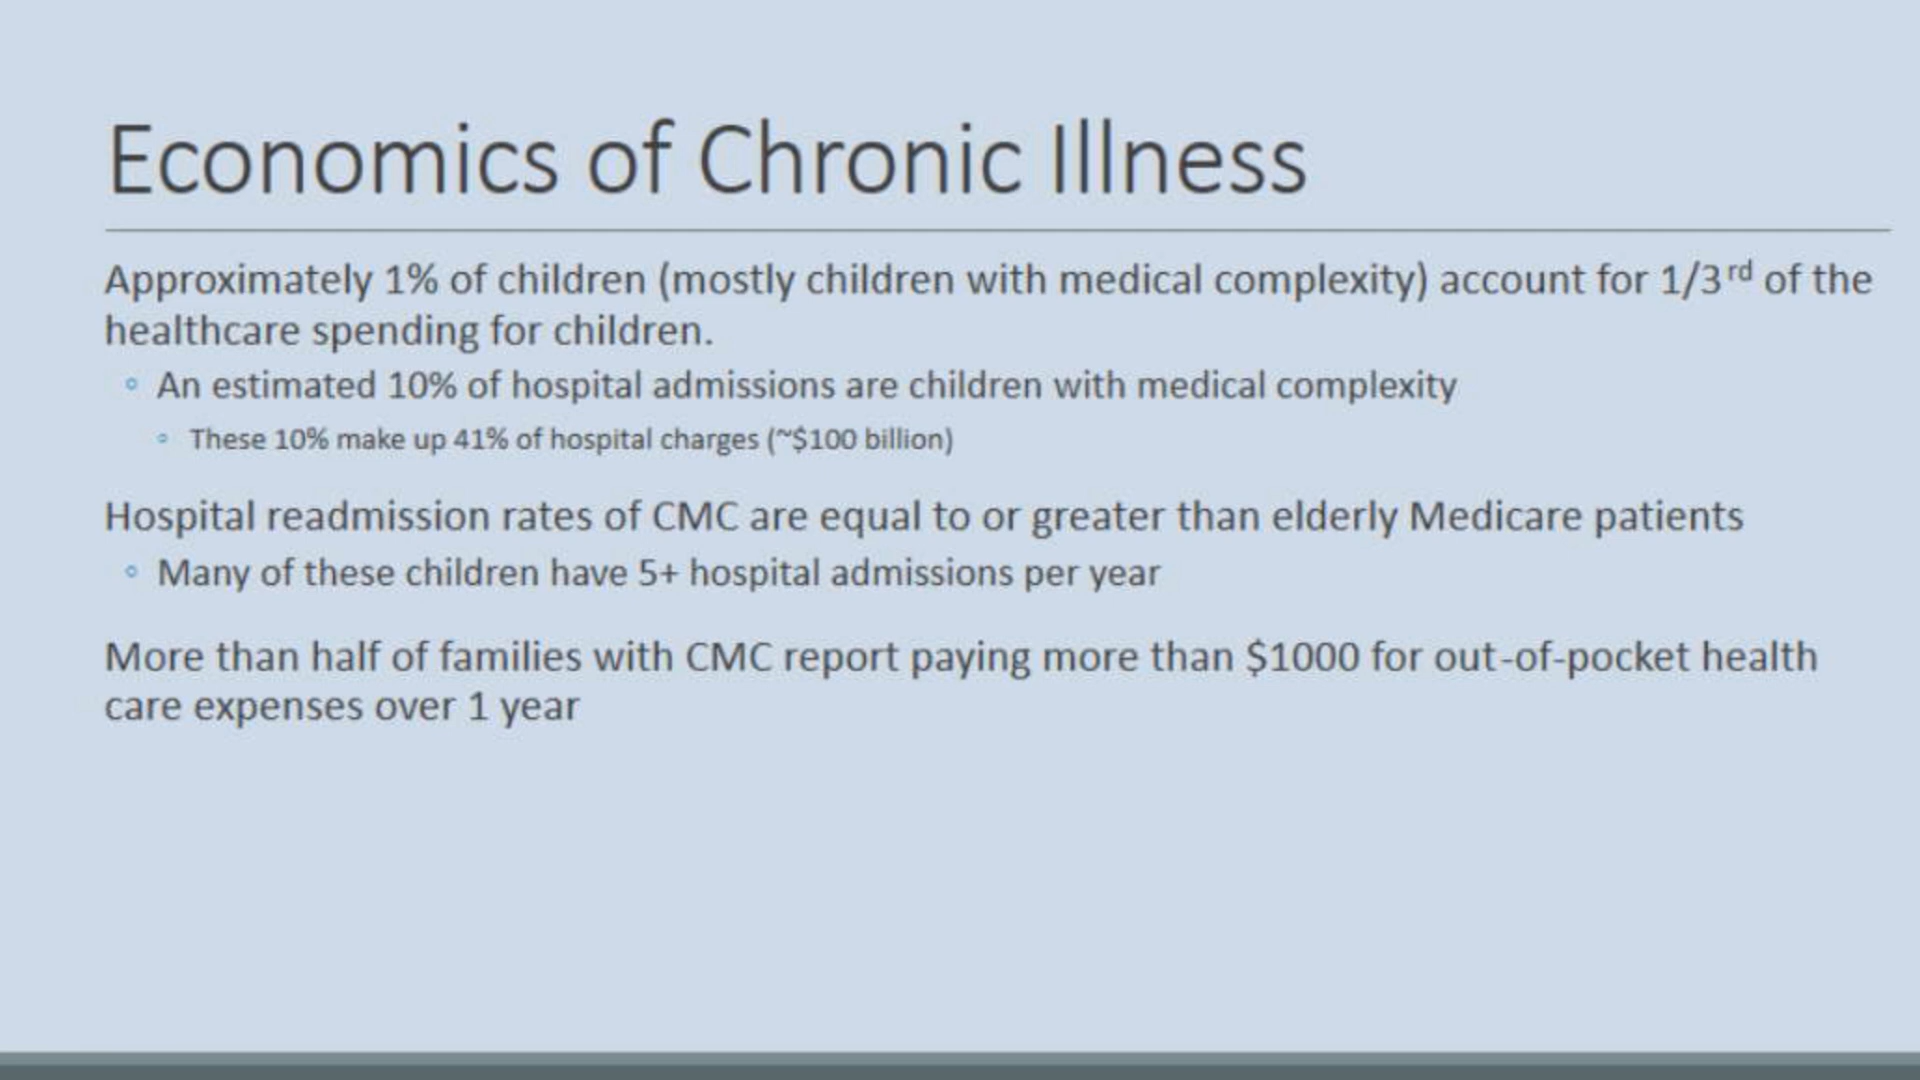 Economics of Chronic Illness
Approximately 1% of children (mostly children with medical complexity) account for 1/3rd of the
healthcare spending for children.
◦ An estimated 10% of hospital admissions are children with medical complexity
◦ These 10% make up 41% of hospital charges (~$100 billion)
Hospital readmission rates of CMC are equal to or greater than elderly Medicare patients
◦ Many of these children have 5+ hospital admissions per year
More than half of families with CMC report paying more than $1000 for out-of-pocket health
care expenses over 1 year